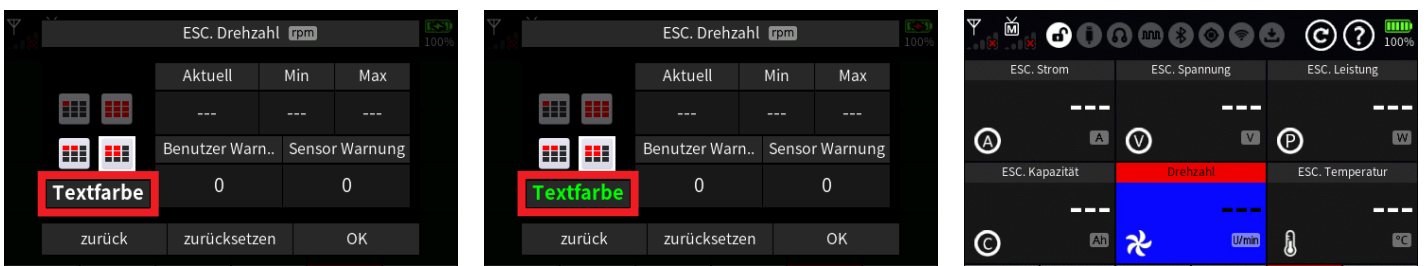 ESC. Drehzahl rpm
100%
Aktuell Min Max
--- --- ---
Benutzer Warn.. Sensor Warnung
Textfarbe 0 0
zurück zurücksetzen OK
ESC. Drehzahl rpm
100%
Aktuell Min Max
--- --- ---
Benutzer Warn.. Sensor Warnung
Textfarbe 0 0
zurück zurücksetzen OK
M C ? 100%
ESC. Strom ESC. Spannung ESC. Leistung
--- --- ---
A A V V P W
ESC. Kapazität Drehzahl ESC. Temperatur
--- --- ---
C Ah U/min °C